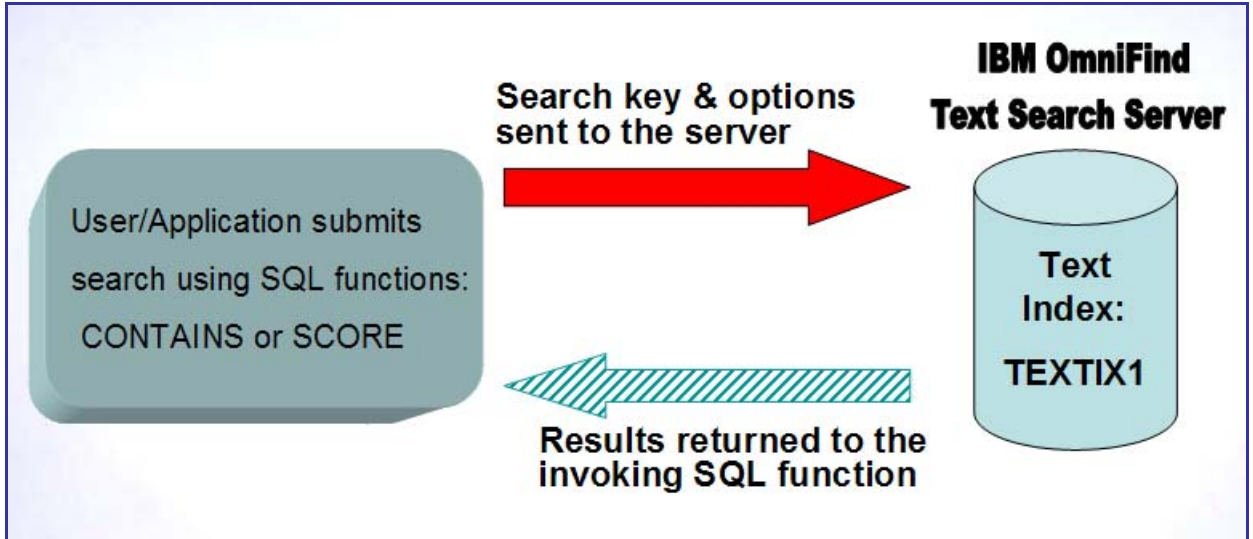 IBM OmniFind
Text Search Server
Search key & options
sent to the server
User/Application submits
search using SQL functions:
CONTAINS or SCORE
Text
Index:
TEXTIX1
Results returned to the
invoking SQL function